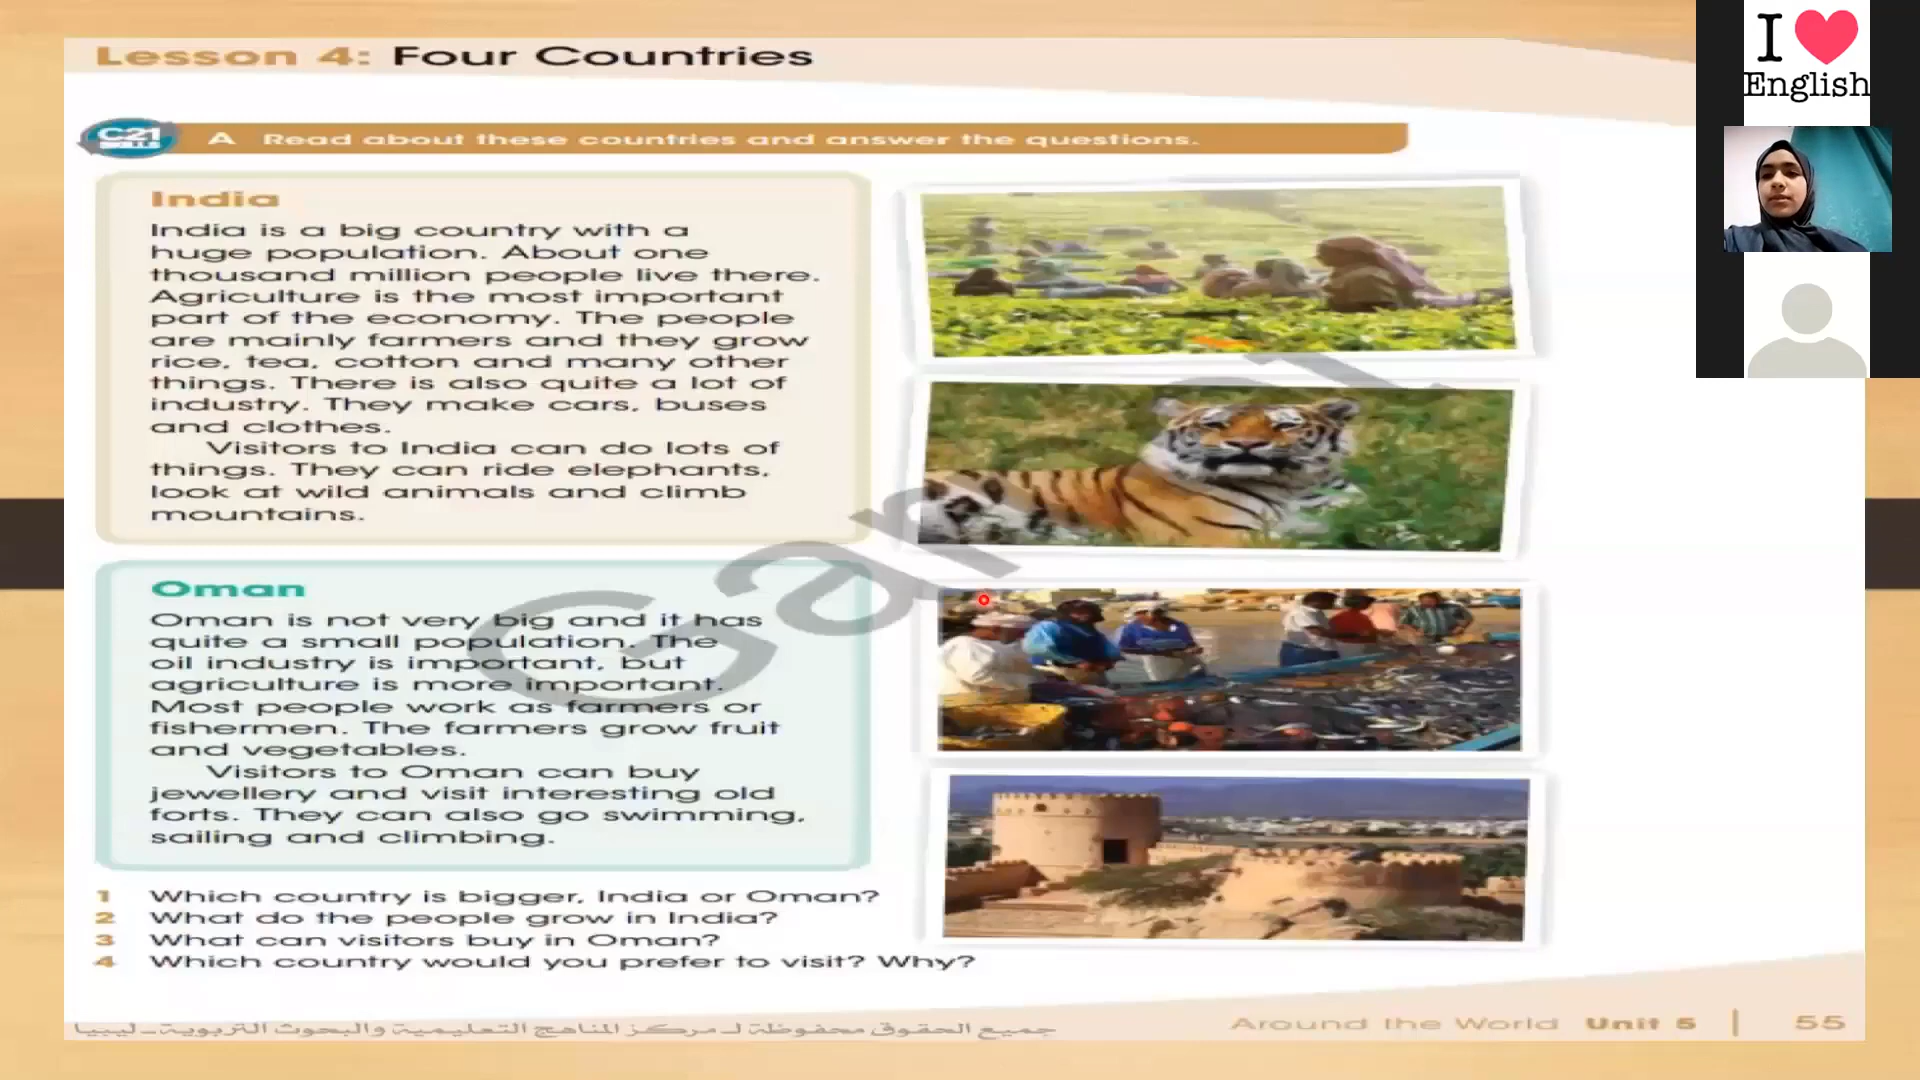 Lesson 4: Four Countries
C21
SKILLS
A Read about these countries and answer the questions.
India
India is a big country with a
huge population. About one
thousand million people live there.
Agriculture is the most important
part of the economy. The people
are mainly farmers and they grow
rice, tea, cotton and many other
things. There is also quite a lot of
industry. They make cars, buses
and clothes.
Visitors to India can do lots of
things. They can ride elephants,
look at wild animals and climb
mountains.
Oman
Oman is not very big and it has
quite a small population. The
oil industry is important, but
agriculture is more important.
Most people work as farmers or
fishermen. The farmers grow fruit
and vegetables.
Visitors to Oman can buy
jewellery and visit interesting old
forts. They can also go swimming,
sailing and climbing.
1 Which country is bigger, India or Oman?
2 What do the people grow in India?
3 What can visitors buy in Oman?
4 Which country would you prefer to visit? Why?
جميع الحقوق محفوظة لـ مركز المناهج التعليمية والبحوث التربوية - ليبيا
Around the World Unit 5 | 55
I
English